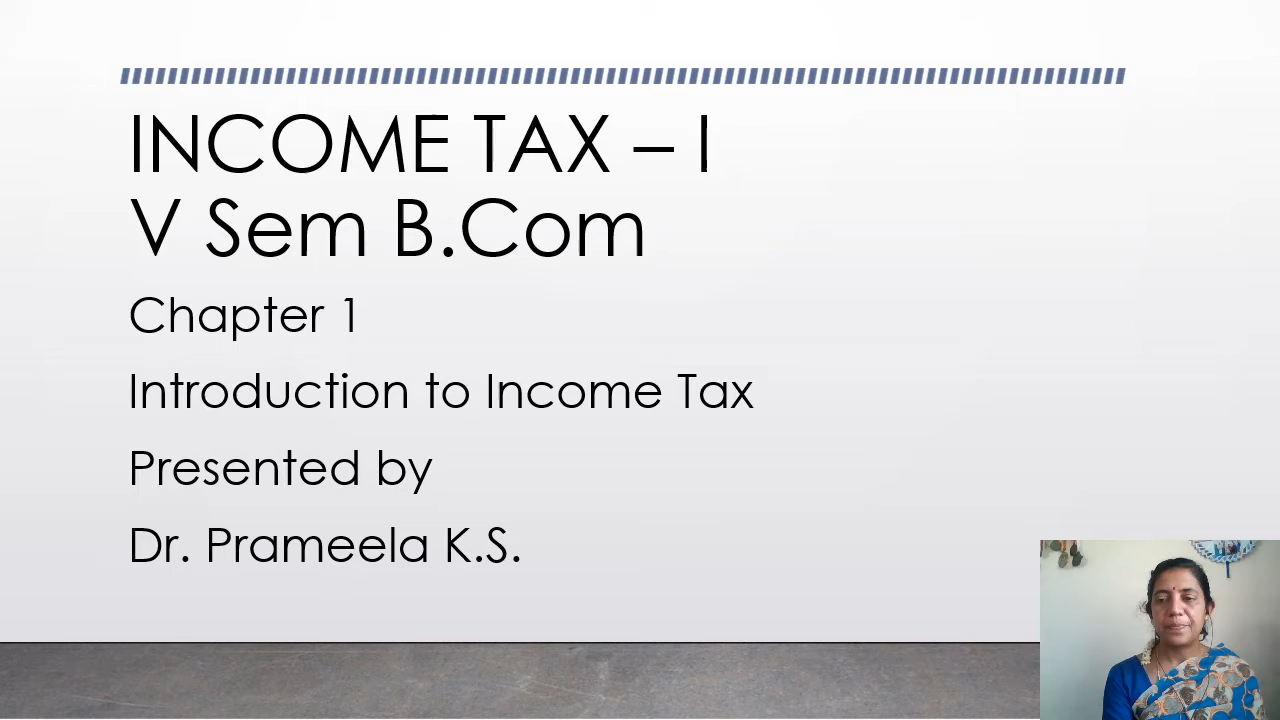 INCOME TAX – I
V Sem B.Com
Chapter 1
Introduction to Income Tax
Presented by
Dr. Prameela K.S.